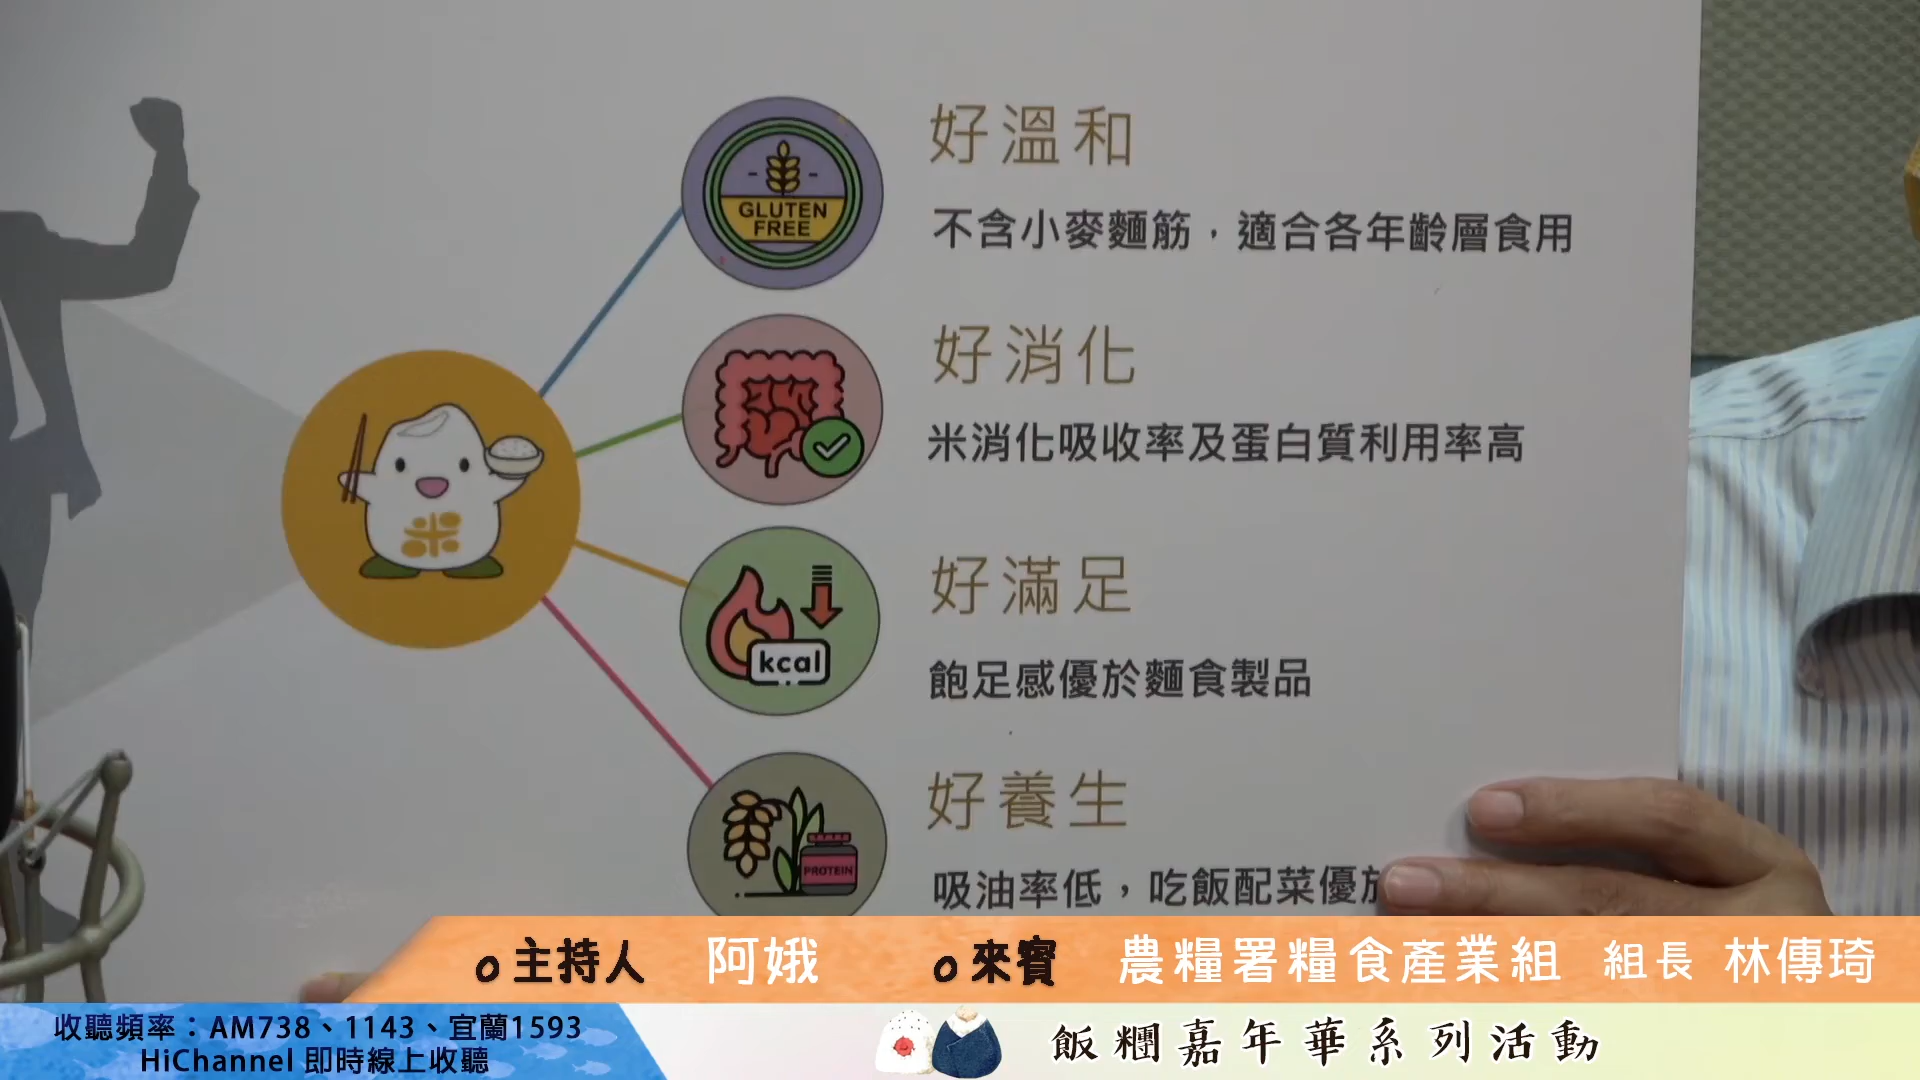 好溫和
GLUTEN
FREE
不含小麥麵筋，適合各年齡層食用
好消化
米消化吸收率及蛋白質利用率高
米
好滿足
kcal
飽足感優於麵食製品
好養生
PROTEIN
吸油率低，吃飯配菜優於
主持人 阿娥 來賓 農糧署糧食產業組 組長 林傳琦
收聽頻率：AM738、1143、宜蘭1593
HiChannel 即時線上收聽
飯糰嘉年華系列活動